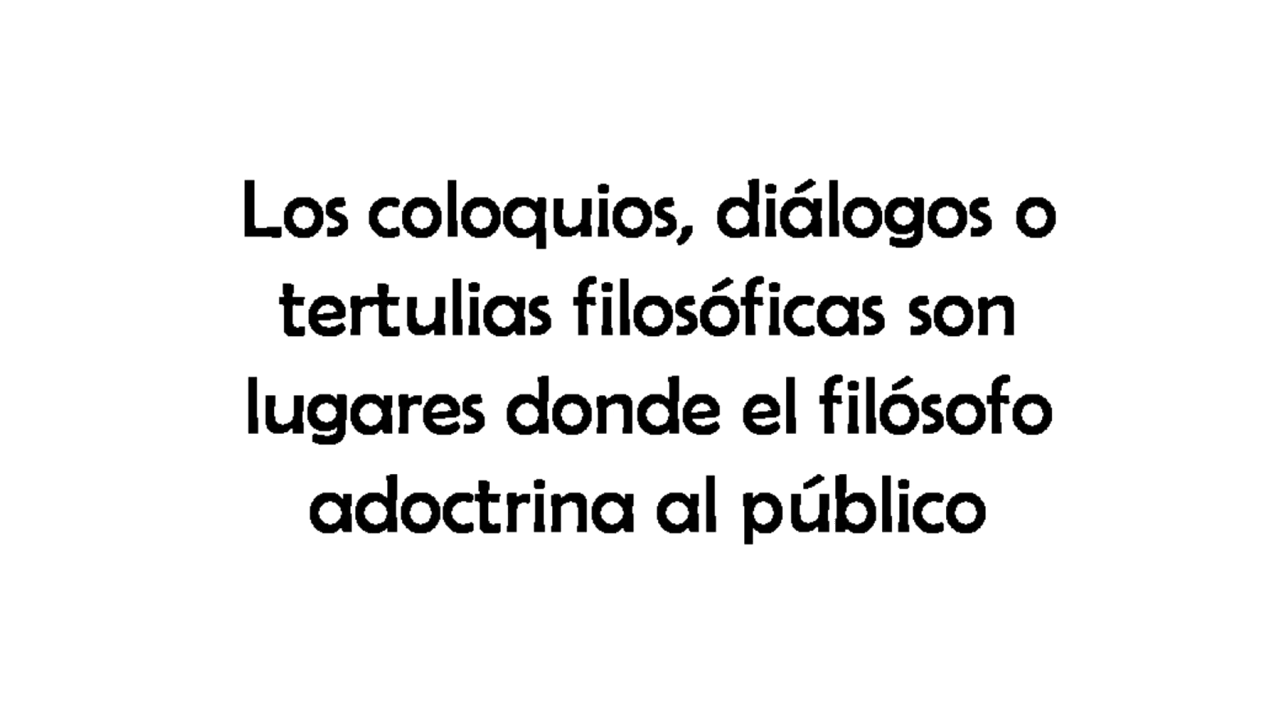 Los coloquios, diálogos o
tertulias filosóficas son
lugares donde el filósofo
adoctrina al público